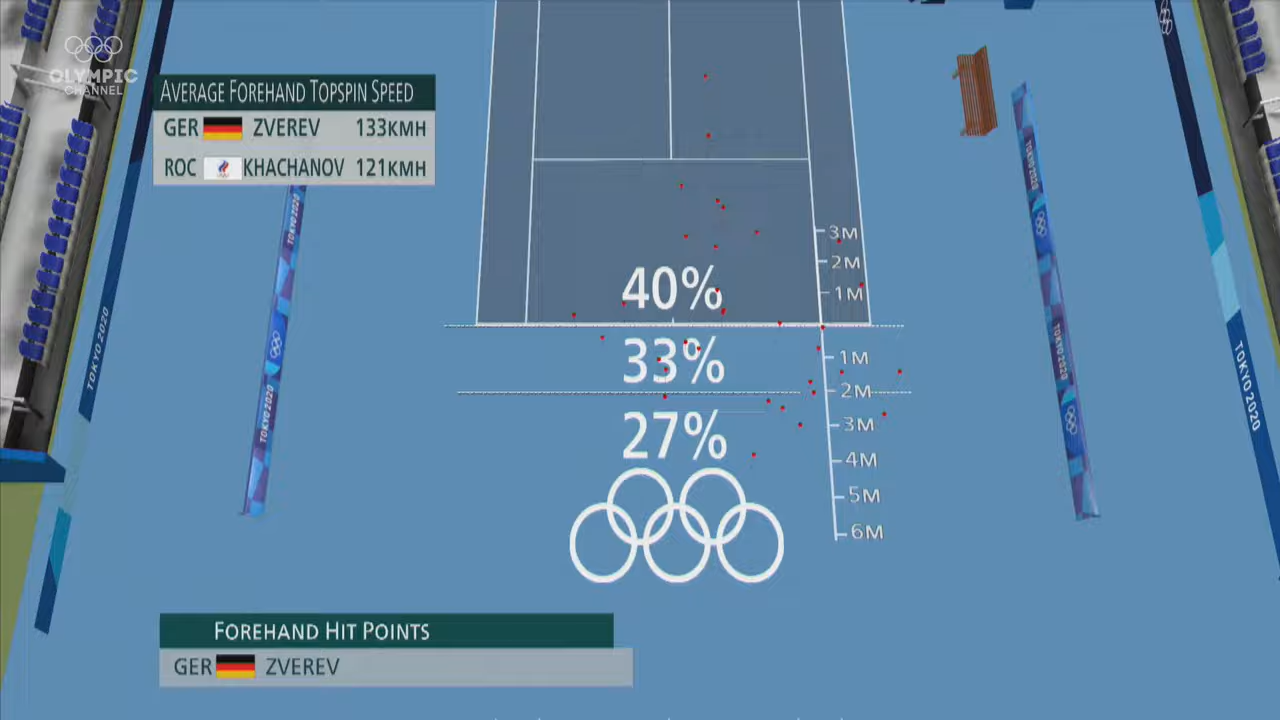 OLYMPIC
CHANNEL
AVERAGE FOREHAND TOPSPIN SPEED
GER ZVEREV 133KMH
ROC KHACHANOV 121KMH
TOKYO 2020
TOKYO 2020
TOKYO 2020
TOKYO 2020
TOKYO 2020
TOKYO 2020
3M
2M
1M
40%
33%
27%
1M
2M
3M
4M
5M
6M
FOREHAND HIT POINTS
GER ZVEREV